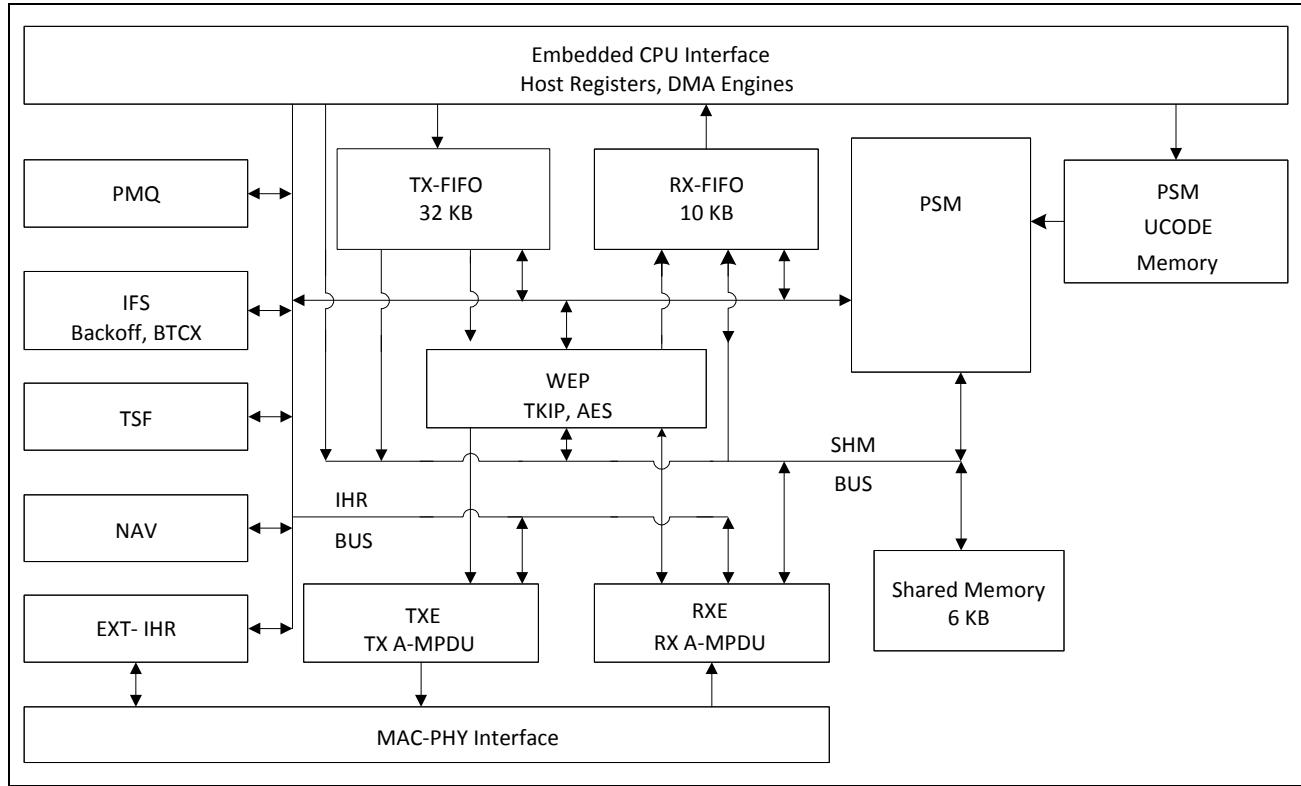 Embedded CPU Interface
Host Registers, DMA Engines
PMQ
TX-FIFO
32 KB
RX-FIFO
10 KB
PSM
PSM
UCODE
Memory
IFS
Backoff, BTCX
WEP
TKIP, AES
TSF
SHM
BUS
IHR
BUS
NAV
Shared Memory
6 KB
TXE
TX A-MPDU
RXE
RX A-MPDU
EXT- IHR
MAC-PHY Interface